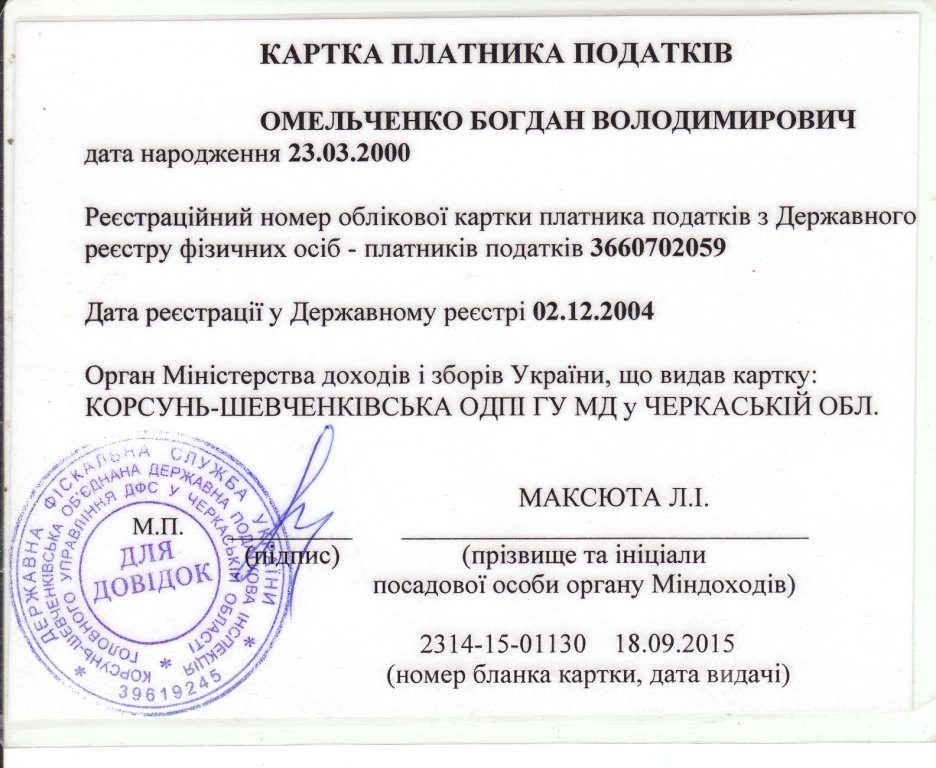 КАРТКА ПЛАТНИКА ПОДАТКІВ
ОМЕЛЬЧЕНКО БОГДАН ВОЛОДИМИРОВИЧ
дата народження 23.03.2000
Реєстраційний номер облікової картки платника податків з Державного
реєстру фізичних осіб - платників податків 3660702059
Дата реєстрації у Державному реєстрі 02.12.2004
Орган Міністерства доходів і зборів України, що видав картку:
КОРСУНЬ-ШЕВЧЕНКІВСЬКА ОДПІ ГУ МД у ЧЕРКАСЬКІЙ ОБЛ.
МАКСЮТА Л.І.
М.П.
(підпис)
(прізвище та ініціали
посадової особи органу Міндоходів)
2314-15-01130 18.09.2015
(номер бланка картки, дата видачі)
ДЕРЖАВНА ФІСКАЛЬНА СЛУЖБА УКРАЇНИ
КОРСУНЬ-ШЕВЧЕНКІВСЬКА ОБ'ЄДНАНА ДЕРЖАВНА ПОДАТКОВА ІНСПЕКЦІЯ
ГОЛОВНОГО УПРАВЛІННЯ ДФС У ЧЕРКАСЬКІЙ ОБЛАСТІ
ДЛЯ
ДОВІДОК
* 39619245 *